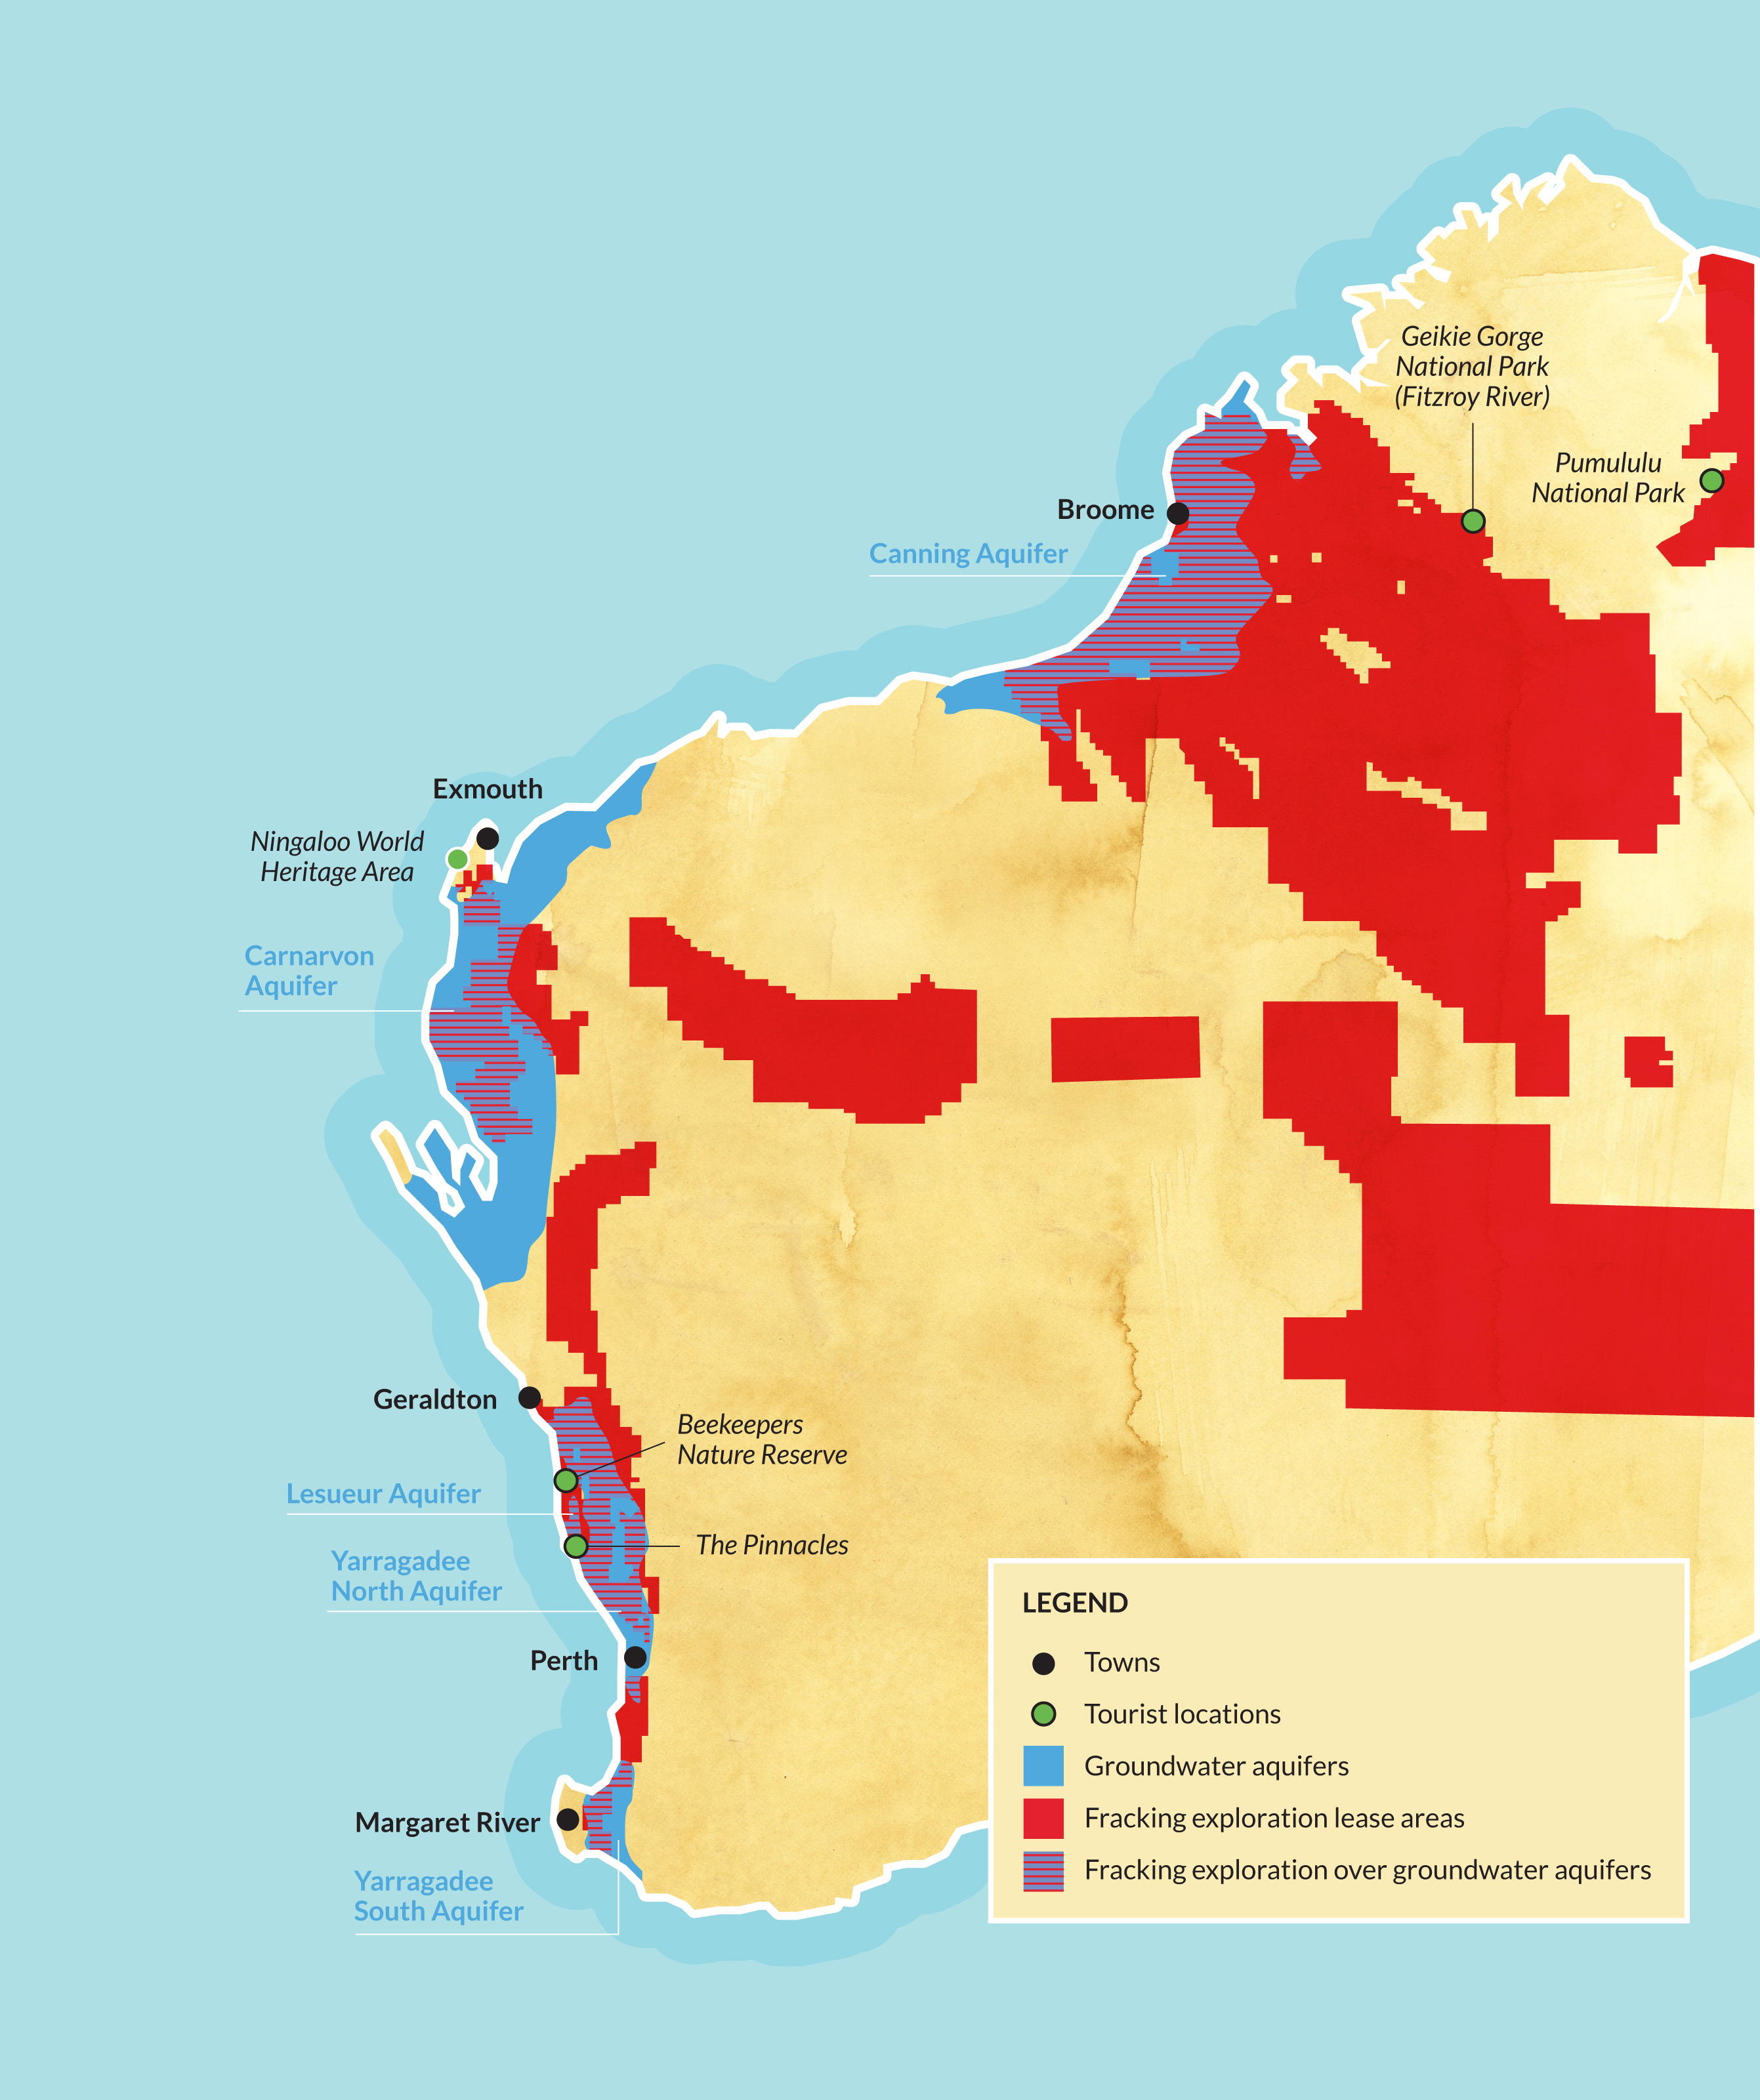 Geikie Gorge
National Park
(Fitzroy River)
Pumululu
National Park
Broome
Canning Aquifer
Exmouth
Ningaloo World
Heritage Area
Carnarvon
Aquifer
Geraldton
Beekeepers
Nature Reserve
Lesueur Aquifer
The Pinnacles
Yarragadee
North Aquifer
Perth
Margaret River
Yarragadee
South Aquifer
LEGEND
Towns
Tourist locations
Groundwater aquifers
Fracking exploration lease areas
Fracking exploration over groundwater aquifers